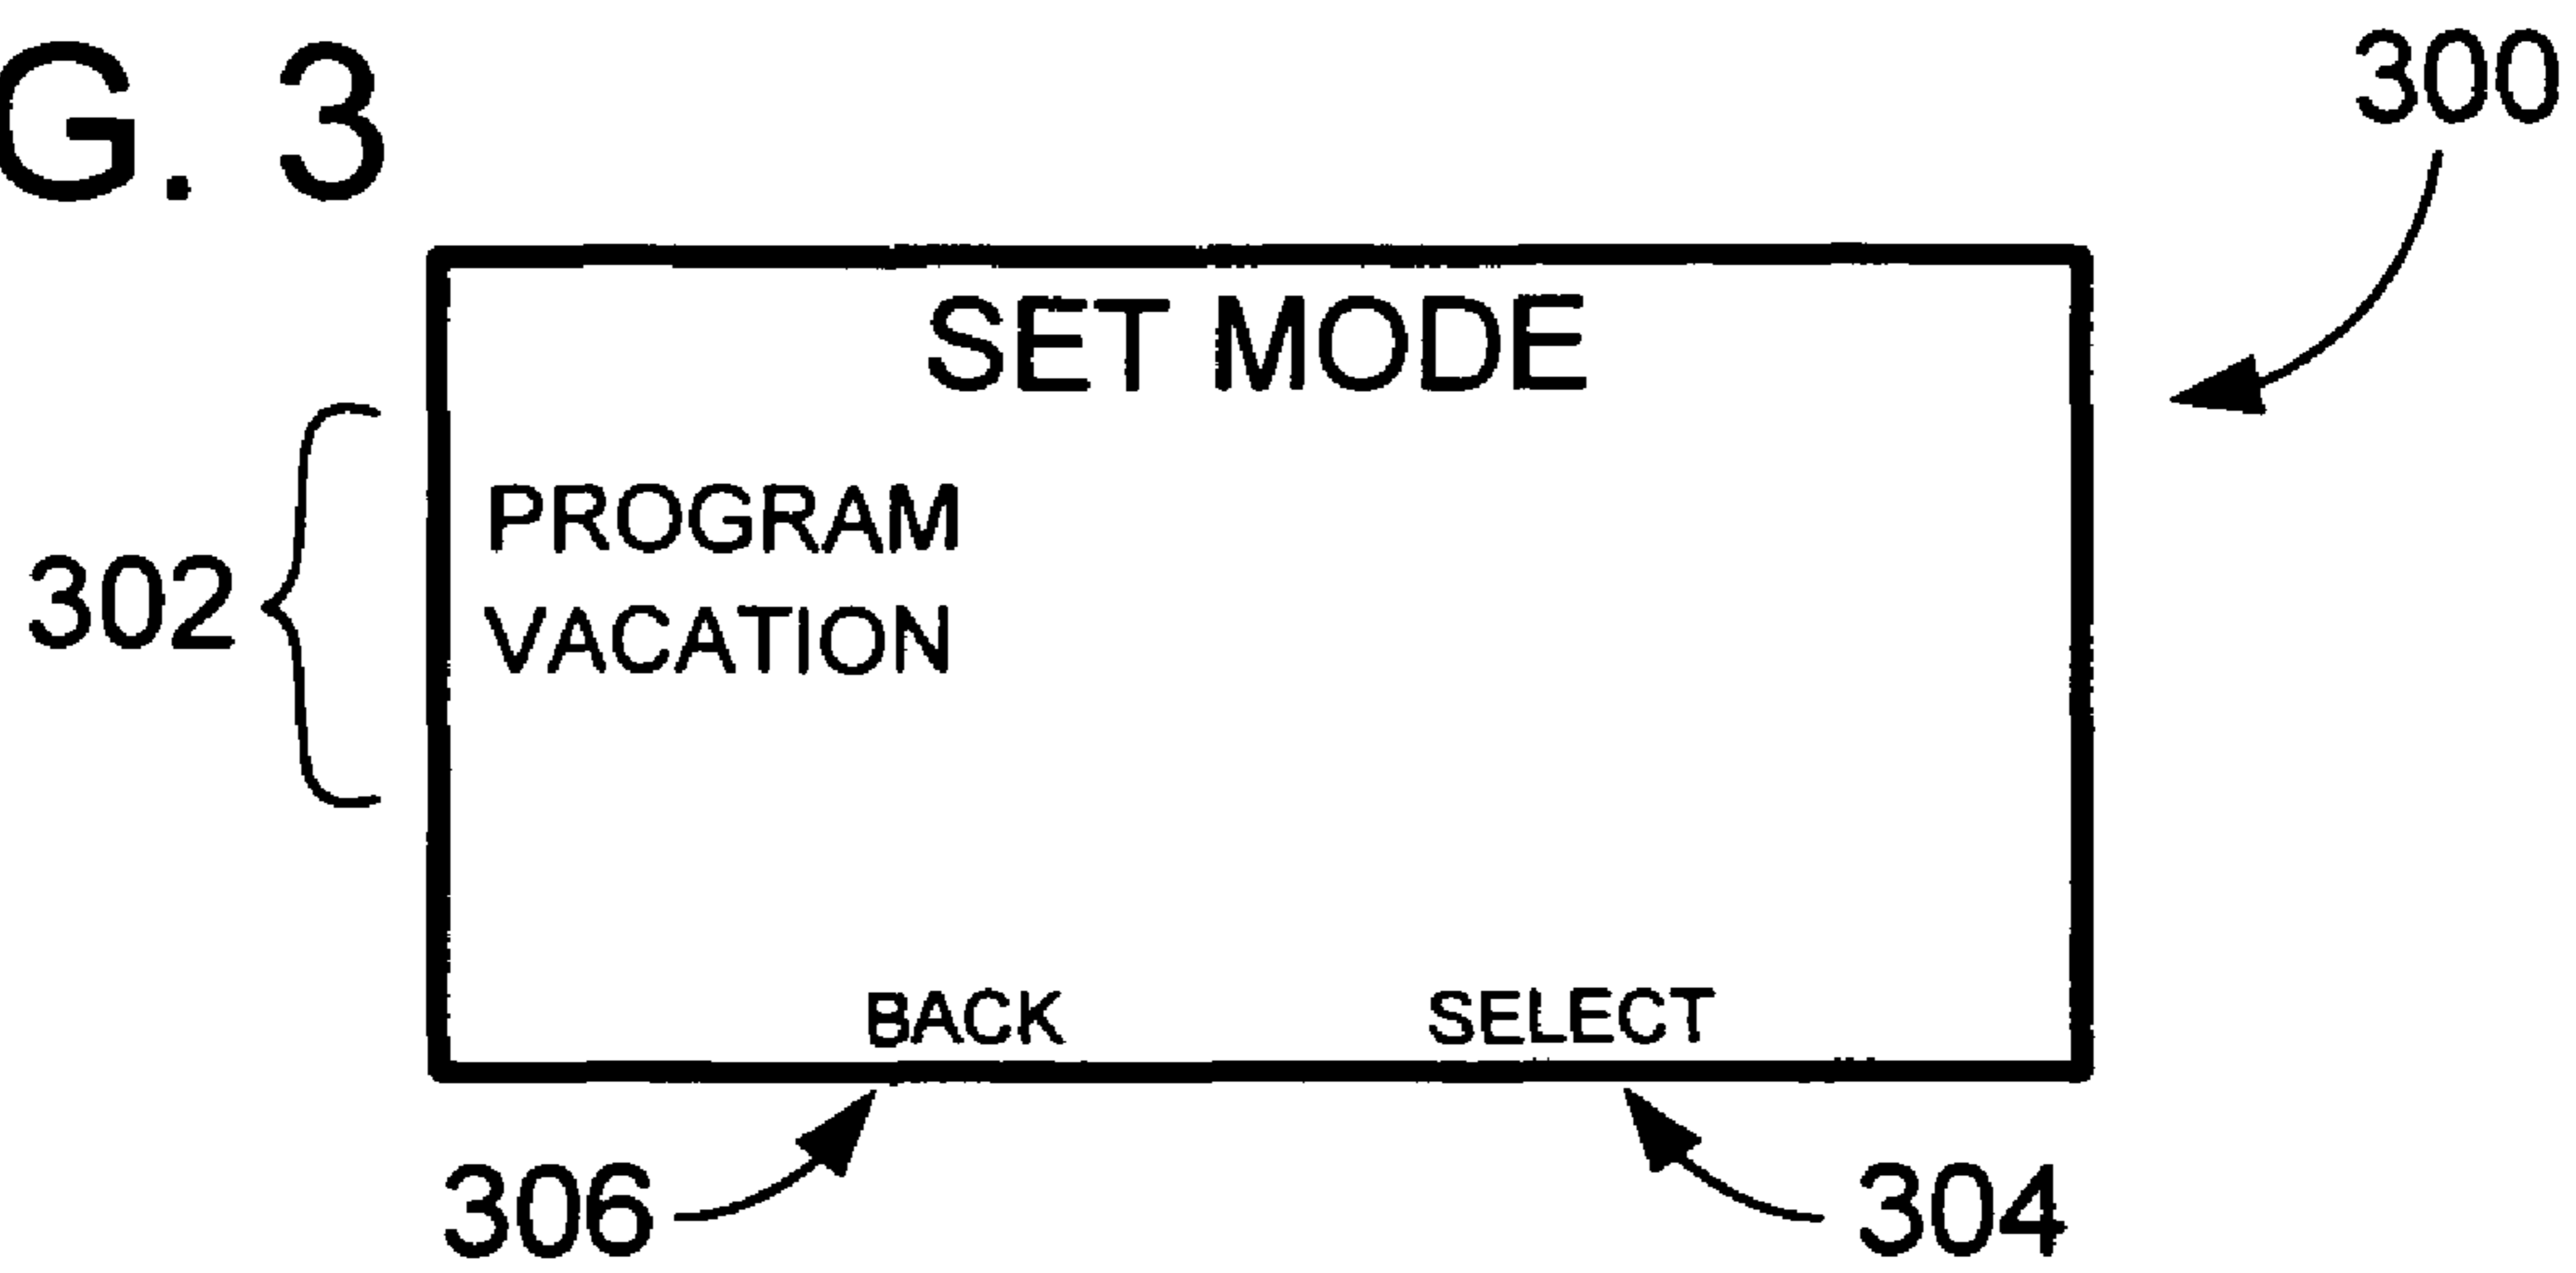 G. 3
300
SET MODE
302
PROGRAM
VACATION
BACK SELECT
306 304